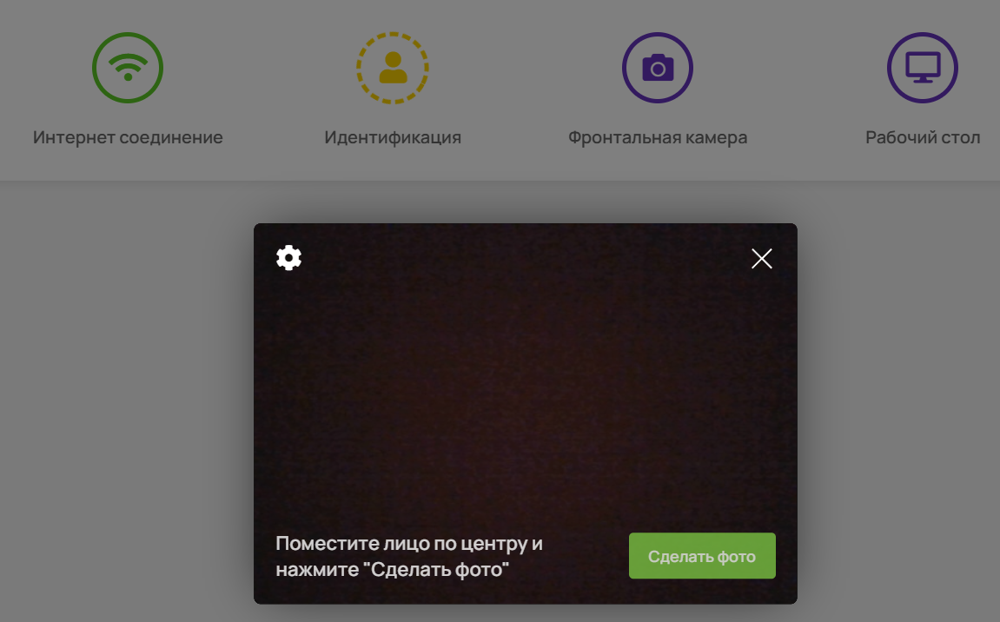 Интернет соединение
Идентификация
Фронтальная камера
Рабочий стол
Поместите лицо по центру и
нажмите "Сделать фото"
Сделать фото